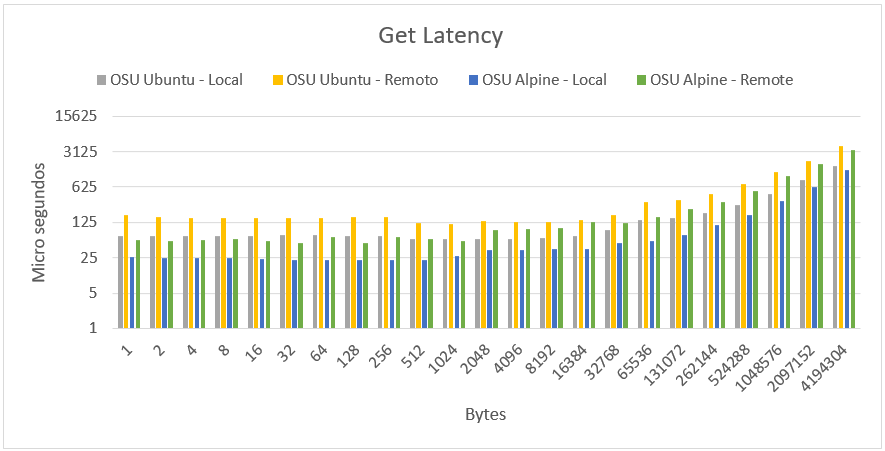 Get Latency
OSU Ubuntu - Local OSU Ubuntu - Remoto OSU Alpine - Local OSU Alpine - Remote
15625
3125
625
125
25
5
1
Micro segundos
1 2 4 8 16 32 64 128 256 512 1024 2048 4096 8192 16384 32768 65536 131072 262144 524288 1048576 2097152 4194304
Bytes